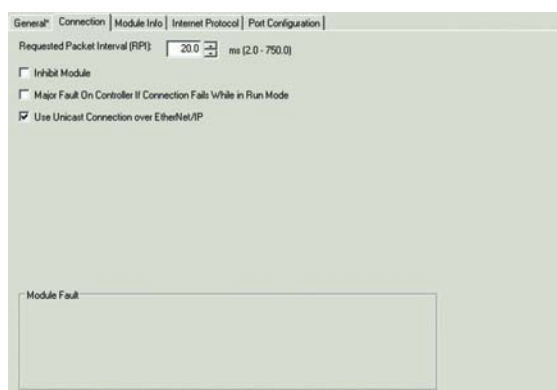 General* Connection Module Info Internet Protocol Port Configuration
Requested Packet Interval (RPI): 20.0 ms (2.0 - 750.0)
Inhibit Module
Major Fault On Controller If Connection Fails While in Run Mode
Use Unicast Connection over EtherNet/IP
Module Fault